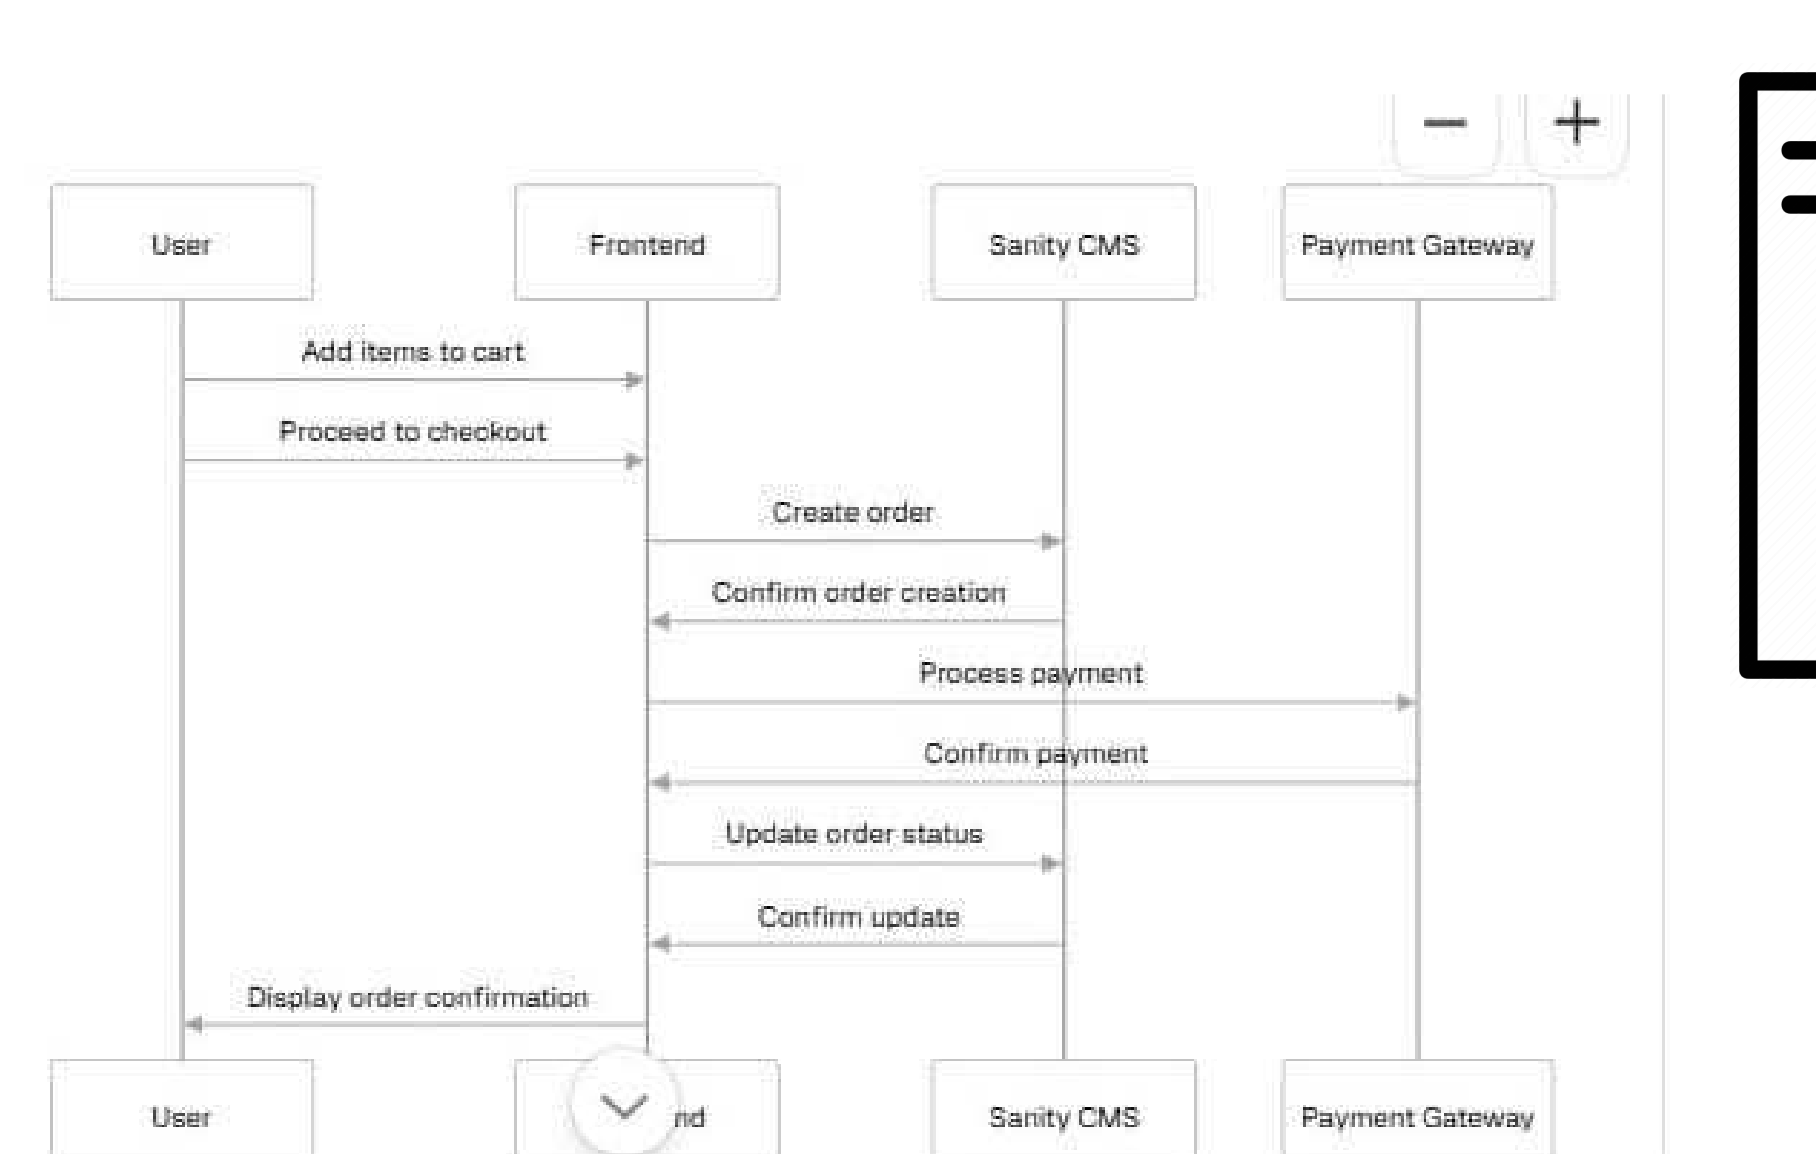 − +
User Frontend Sanity CMS Payment Gateway
Add items to cart
Proceed to checkout
Create order
Confirm order creation
Process payment
Confirm payment
Update order status
Confirm update
Display order confirmation
User nd Sanity CMS Payment Gateway